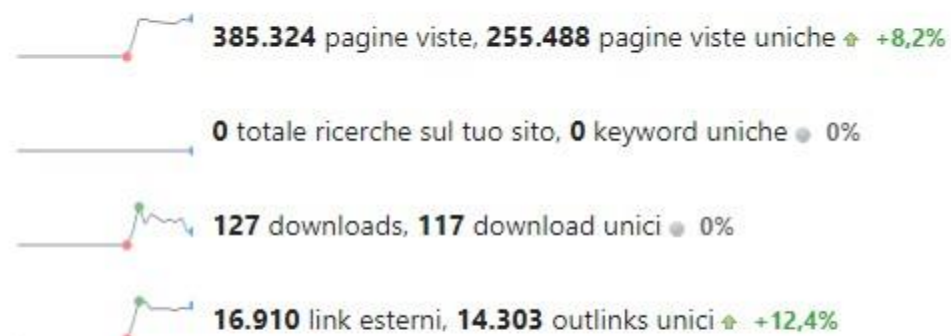 385.324 pagine viste, 255.488 pagine viste uniche +8,2%
0 totale ricerche sul tuo sito, 0 keyword uniche 0%
127 downloads, 117 download unici 0%
16.910 link esterni, 14.303 outlinks unici +12,4%